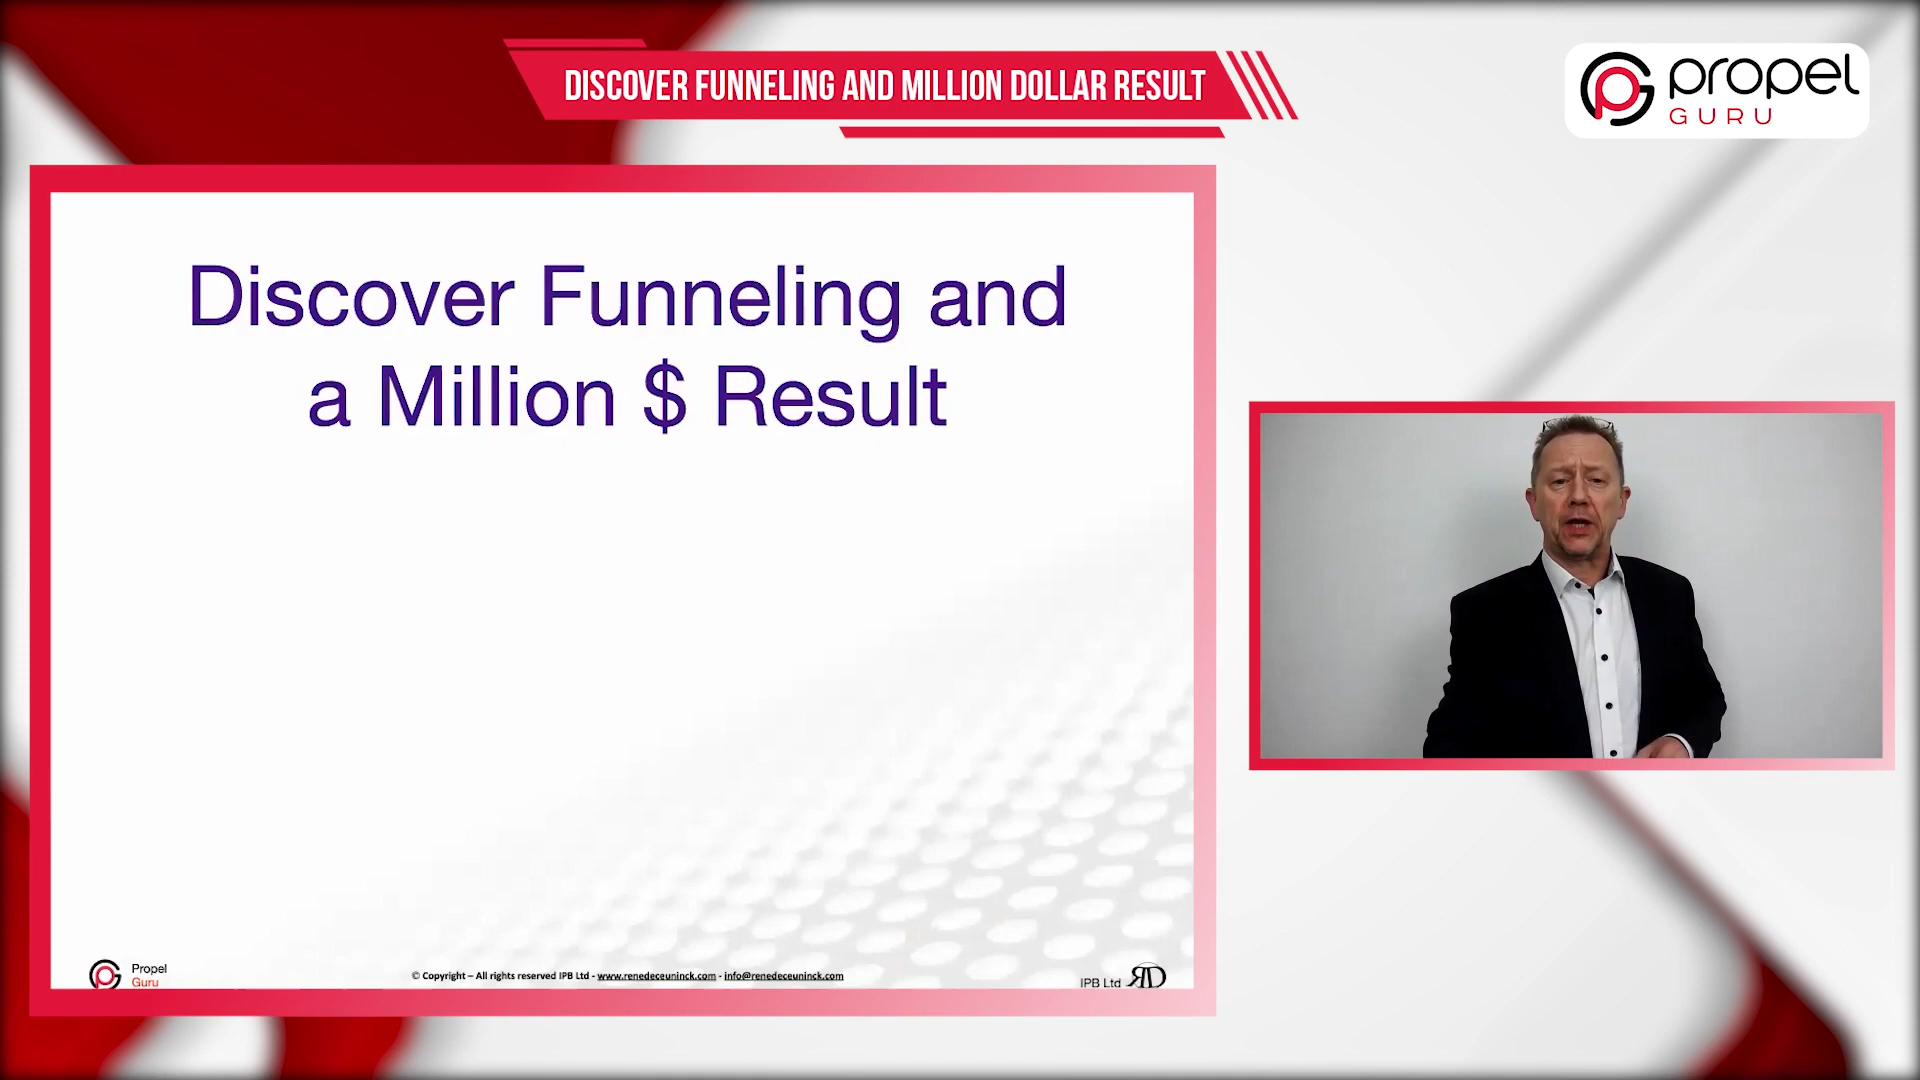 DISCOVER FUNNELING AND MILLION DOLLAR RESULT
propel
GURU
Discover Funneling and
a Million $ Result
Propel
Guru
© Copyright – All rights reserved IPB Ltd - www.renedeceuninck.com - info@renedeceuninck.com
IPB Ltd RD